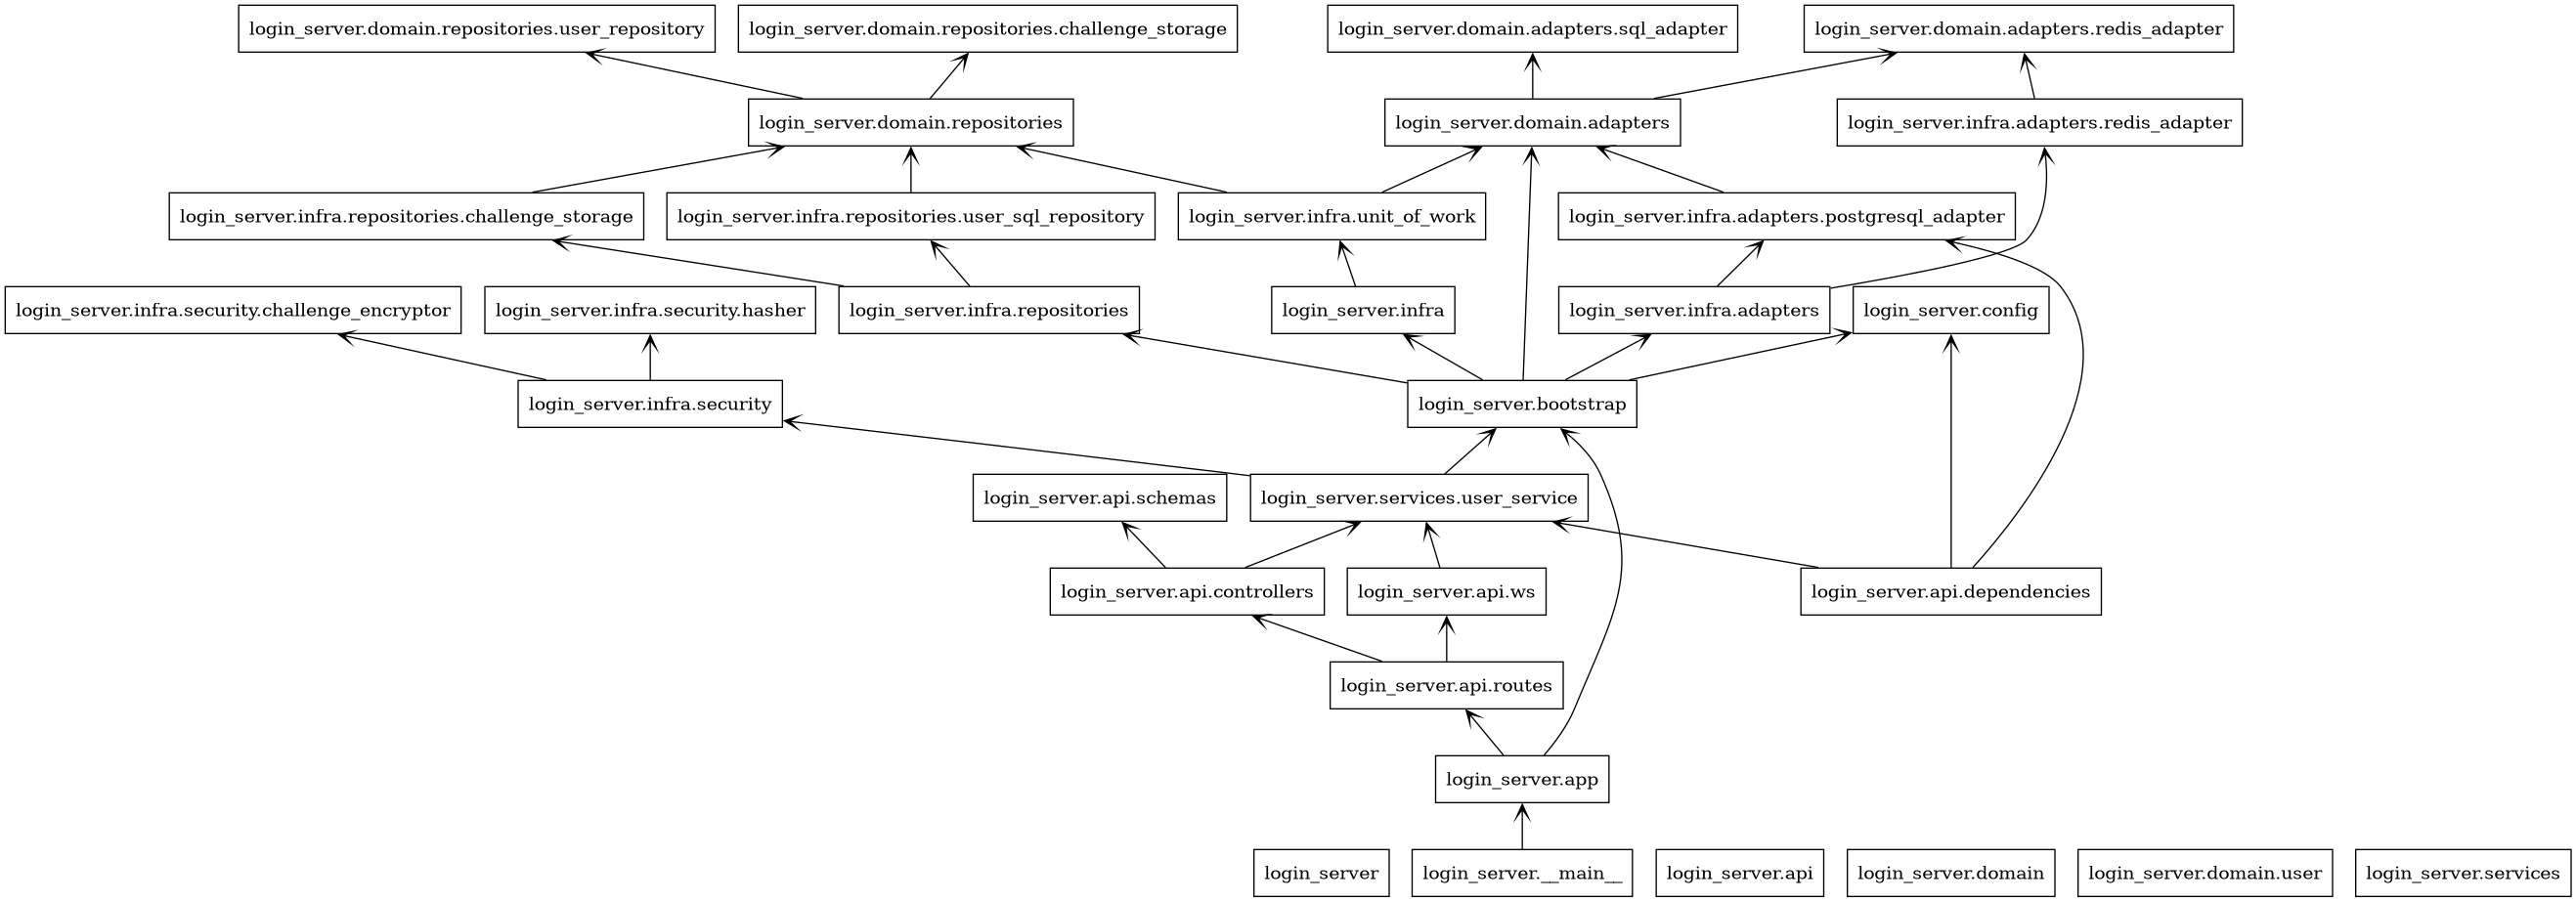 login_server.domain.repositories.user_repository
login_server.domain.repositories.challenge_storage
login_server.domain.adapters.sql_adapter
login_server.domain.adapters.redis_adapter
login_server.domain.repositories
login_server.domain.adapters
login_server.infra.adapters.redis_adapter
login_server.infra.repositories.challenge_storage
login_server.infra.repositories.user_sql_repository
login_server.infra.unit_of_work
login_server.infra.adapters.postgresql_adapter
login_server.infra.security.challenge_encryptor
login_server.infra.security.hasher
login_server.infra.repositories
login_server.infra
login_server.infra.adapters
login_server.config
login_server.infra.security
login_server.bootstrap
login_server.api.schemas
login_server.services.user_service
login_server.api.controllers
login_server.api.ws
login_server.api.dependencies
login_server.api.routes
login_server.app
login_server
login_server.__main__
login_server.api
login_server.domain
login_server.domain.user
login_server.services